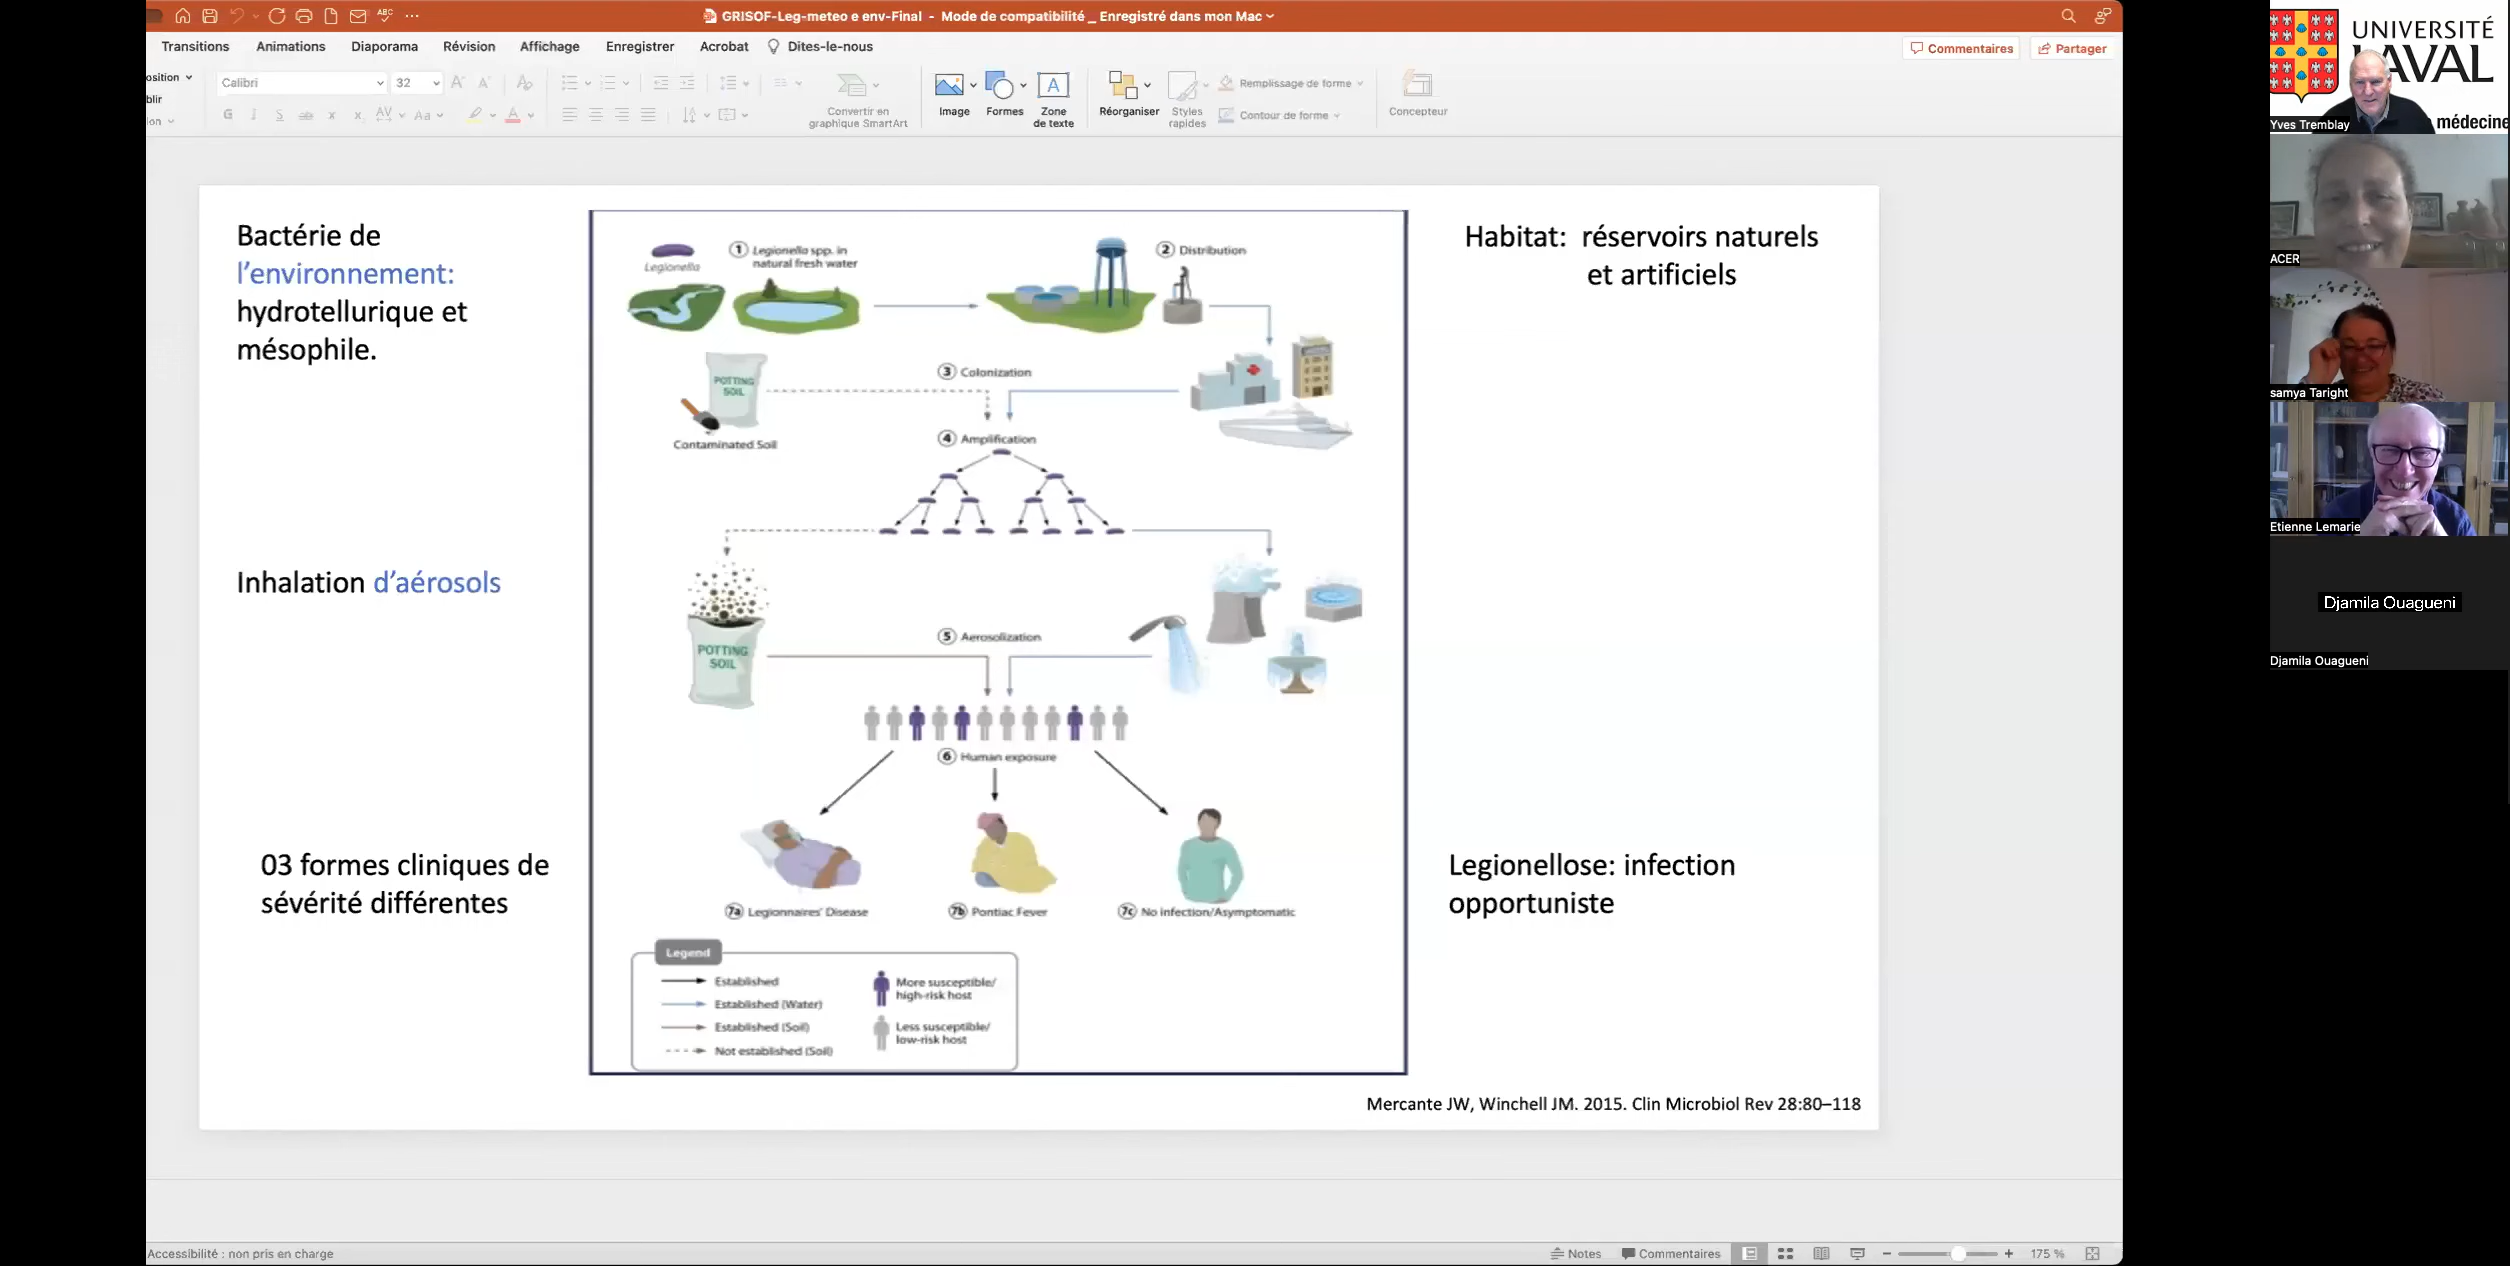 GRISOF-Leg-meteo e env-Final - Mode de compatibilité _ Enregistré dans mon Mac
ABC
Transitions Animations Diaporama Révision Affichage Enregistrer Acrobat Dites-le-nous
Commentaires Partager
osition
blir
ion
Calibri 32
Convertir en
graphique SmartArt
Image
Formes
Zone
de texte
Réorganiser
Styles
rapides
Remplissage de forme
Contour de forme
Concepteur
Bactérie de
l'environnement:
hydrotellurique et
mésophile.
Inhalation d'aérosols
03 formes cliniques de
sévérité différentes
Legionella
1 Legionella spp. in
natural fresh water
2 Distribution
POTTING
SOIL
Contaminated Soil
3 Colonization
4 Amplification
POTTING
SOIL
5 Aerosolization
6 Human exposure
7a Legionnaires' Disease
7b Pontiac Fever
7c No infection/Asymptomatic
Legend
Established
Established (Water)
Established (Soil)
Not established (Soil)
More susceptible/
high-risk host
Less susceptible/
low-risk host
Habitat: réservoirs naturels
et artificiels
Legionellose: infection
opportuniste
Mercante JW, Winchell JM. 2015. Clin Microbiol Rev 28:80–118
Accessibilité : non pris en charge
Notes Commentaires 175 %
UNIVERSITÉ
LAVAL
médecine
Yves Tremblay
ACER
samya Taright
Etienne Lemarie
Djamila Ouagueni
Djamila Ouagueni